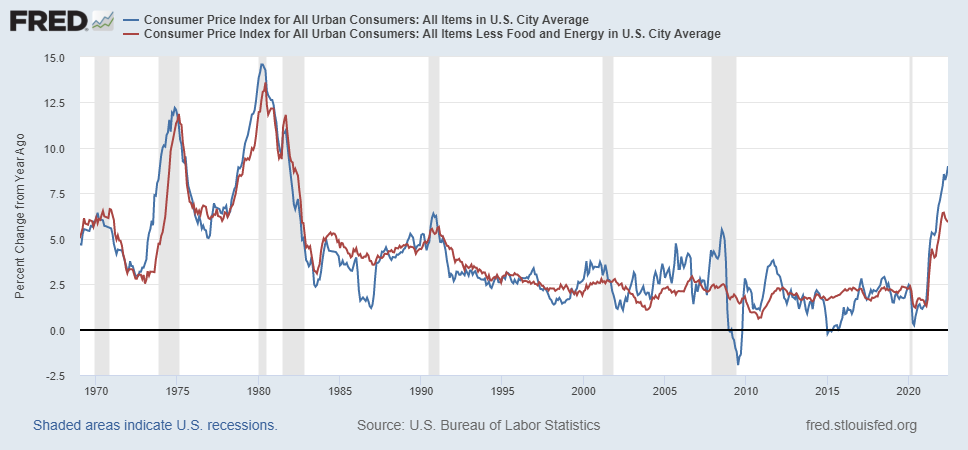 FRED
Consumer Price Index for All Urban Consumers: All Items in U.S. City Average
Consumer Price Index for All Urban Consumers: All Items Less Food and Energy in U.S. City Average
Percent Change from Year Ago
15.0
12.5
10.0
7.5
5.0
2.5
0.0
-2.5
1970 1975 1980 1985 1990 1995 2000 2005 2010 2015 2020
Shaded areas indicate U.S. recessions. Source: U.S. Bureau of Labor Statistics fred.stlouisfed.org